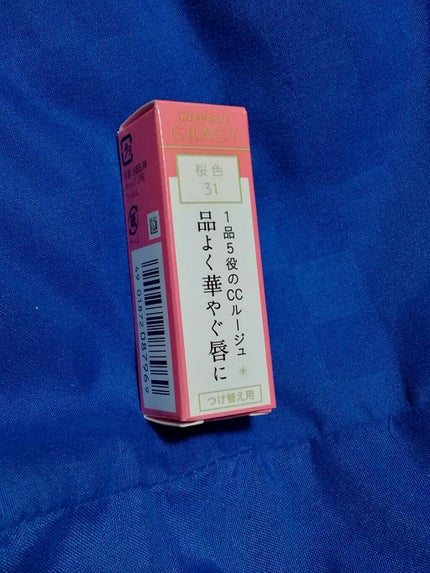 INTEGRATE
GRACY
桜色
31
1品5役のCCルージュ
品よく華やぐ唇に
つけ替え用
4901872087969